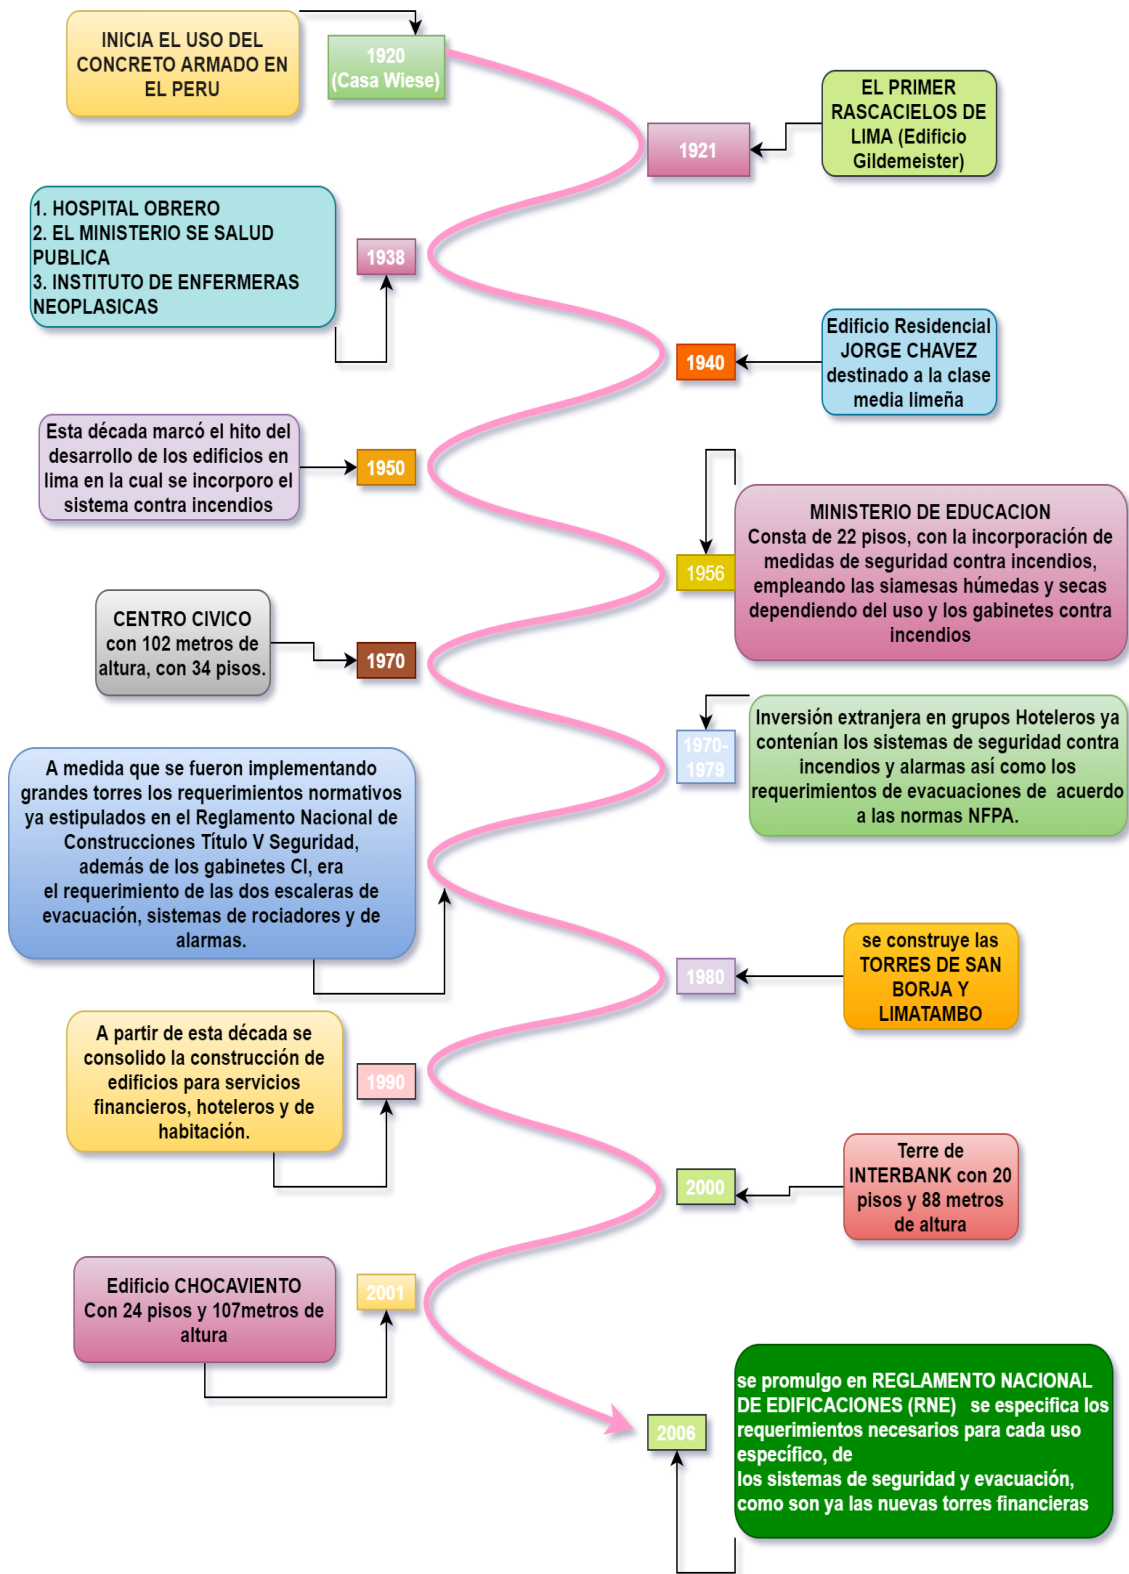 INICIA EL USO DEL
CONCRETO ARMADO EN
EL PERU
1920
(Casa Wiese)
EL PRIMER
RASCACIELOS DE
LIMA (Edificio
Gildemeister)
1921
1. HOSPITAL OBRERO
2. EL MINISTERIO SE SALUD
PUBLICA
3. INSTITUTO DE ENFERMERAS
NEOPLASICAS
1938
Edificio Residencial
JORGE CHAVEZ
destinado a la clase
media limeña
1940
Esta década marcó el hito del
desarrollo de los edificios en
lima en la cual se incorporo el
sistema contra incendios
1950
MINISTERIO DE EDUCACION
Consta de 22 pisos, con la incorporación de
medidas de seguridad contra incendios,
empleando las siamesas húmedas y secas
dependiendo del uso y los gabinetes contra
incendios
1956
CENTRO CIVICO
con 102 metros de
altura, con 34 pisos.
1970
Inversión extranjera en grupos Hoteleros ya
contenían los sistemas de seguridad contra
incendios y alarmas así como los
requerimientos de evacuaciones de  acuerdo
a las normas NFPA.
1970-
1979
A medida que se fueron implementando
grandes torres los requerimientos normativos
ya estipulados en el Reglamento Nacional de
Construcciones Título V Seguridad,
además de los gabinetes CI, era
el requerimiento de las dos escaleras de
evacuación, sistemas de rociadores y de
alarmas.
se construye las
TORRES DE SAN
BORJA Y
LIMATAMBO
1980
A partir de esta década se
consolido la construcción de
edificios para servicios
financieros, hoteleros y de
habitación.
1990
Terre de
INTERBANK con 20
pisos y 88 metros
de altura
2000
Edificio CHOCAVIENTO
Con 24 pisos y 107metros de
altura
2001
se promulgo en REGLAMENTO NACIONAL
DE EDIFICACIONES (RNE)   se especifica los
requerimientos necesarios para cada uso
específico, de
los sistemas de seguridad y evacuación,
como son ya las nuevas torres financieras
2006